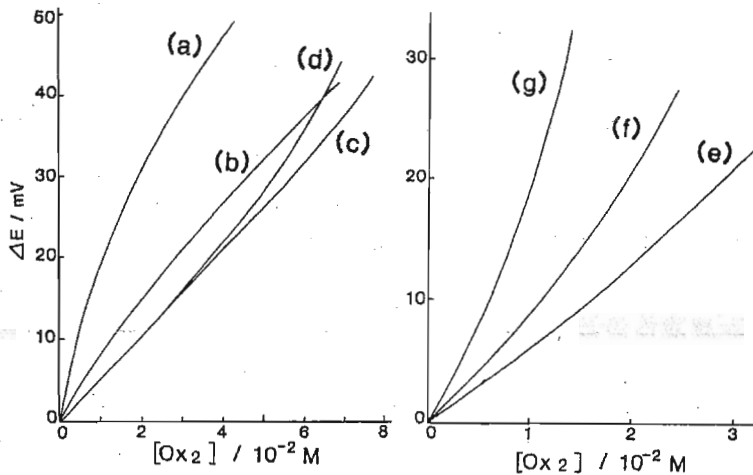 50
40
30
20
10
0
ΔE / mV
(a)
(b)
(d)
(c)
0
2
4
6
8
[Ox₂] / 10⁻² M
30
20
10
0
(g)
(f)
(e)
0
1
2
3
[Ox₂] / 10⁻² M